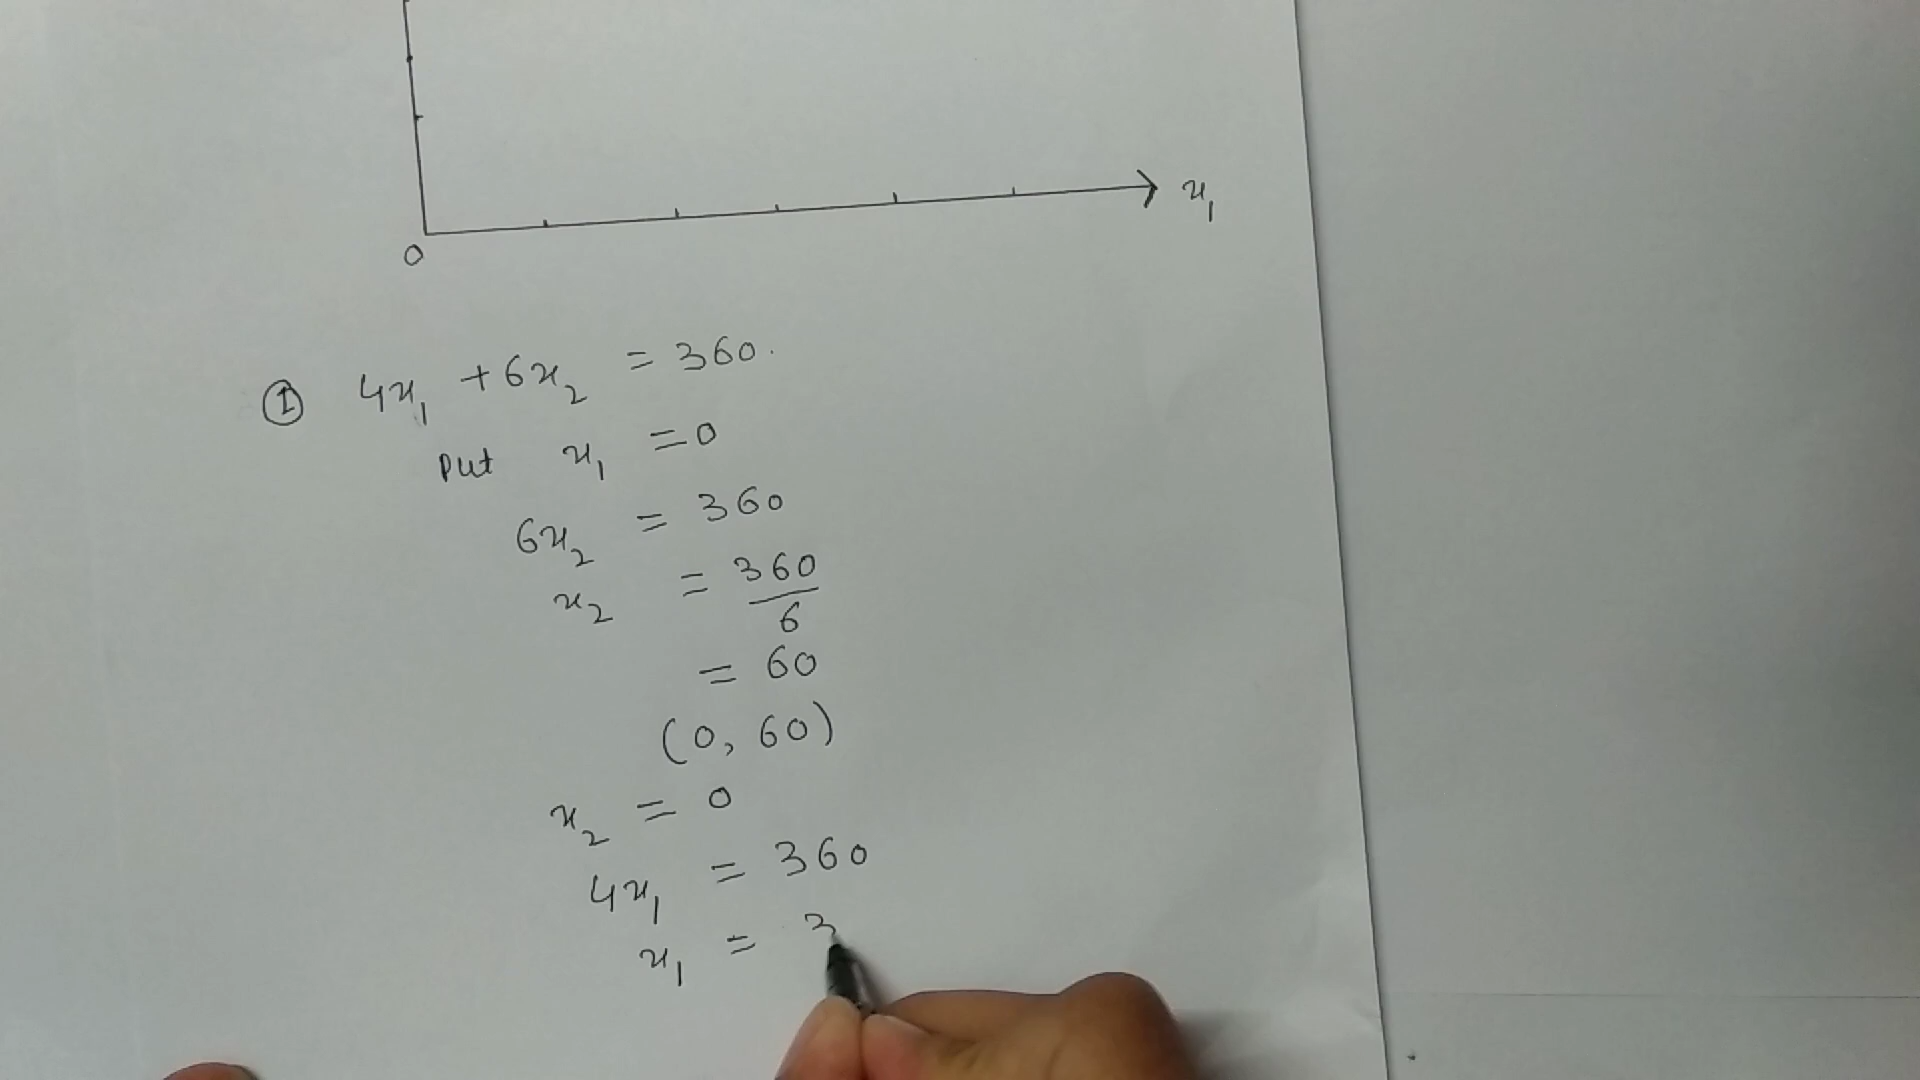 x₁
0
① 4x₁ + 6x₂ = 360.
Put x₁ = 0
6x₂ = 360
x₂ = 360/6
= 60
(0, 60)
x₂ = 0
4x₁ = 360
x₁ = 3